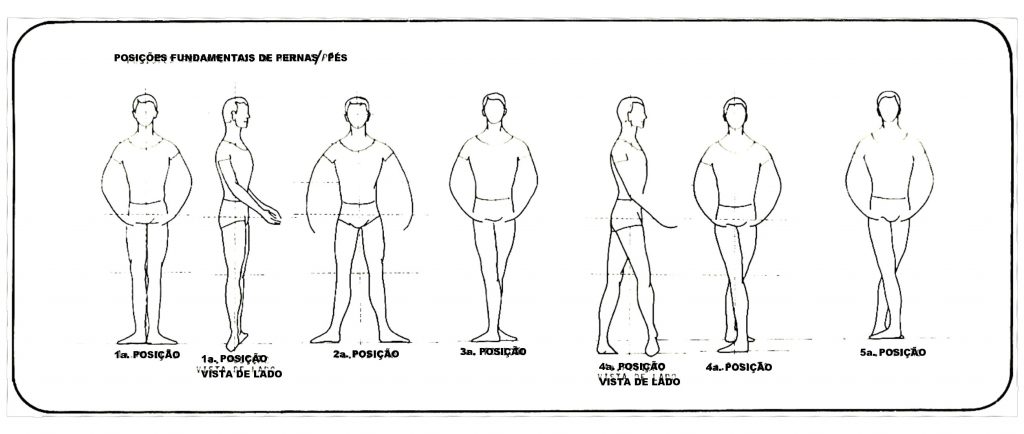 POSIÇÕES FUNDAMENTAIS DE PERNAS/PÉS
1a. POSIÇÃO
1a. POSIÇÃO
VISTA DE LADO
2a. POSIÇÃO
3a. POSIÇÃO
4a. POSIÇÃO
VISTA DE LADO
4a. POSIÇÃO
5a. POSIÇÃO